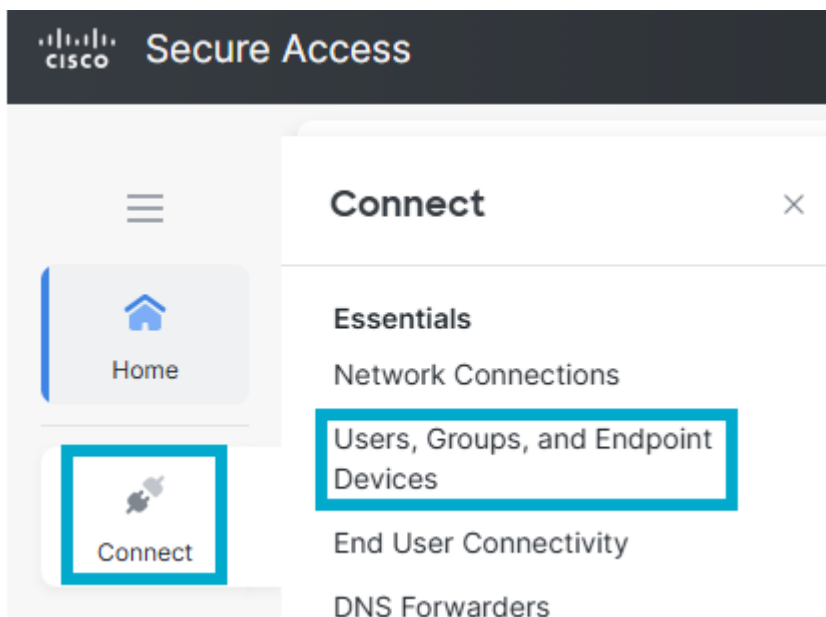 cisco Secure Access
Connect
Home
Essentials
Network Connections
Users, Groups, and Endpoint
Devices
Connect
End User Connectivity
DNS Forwarders